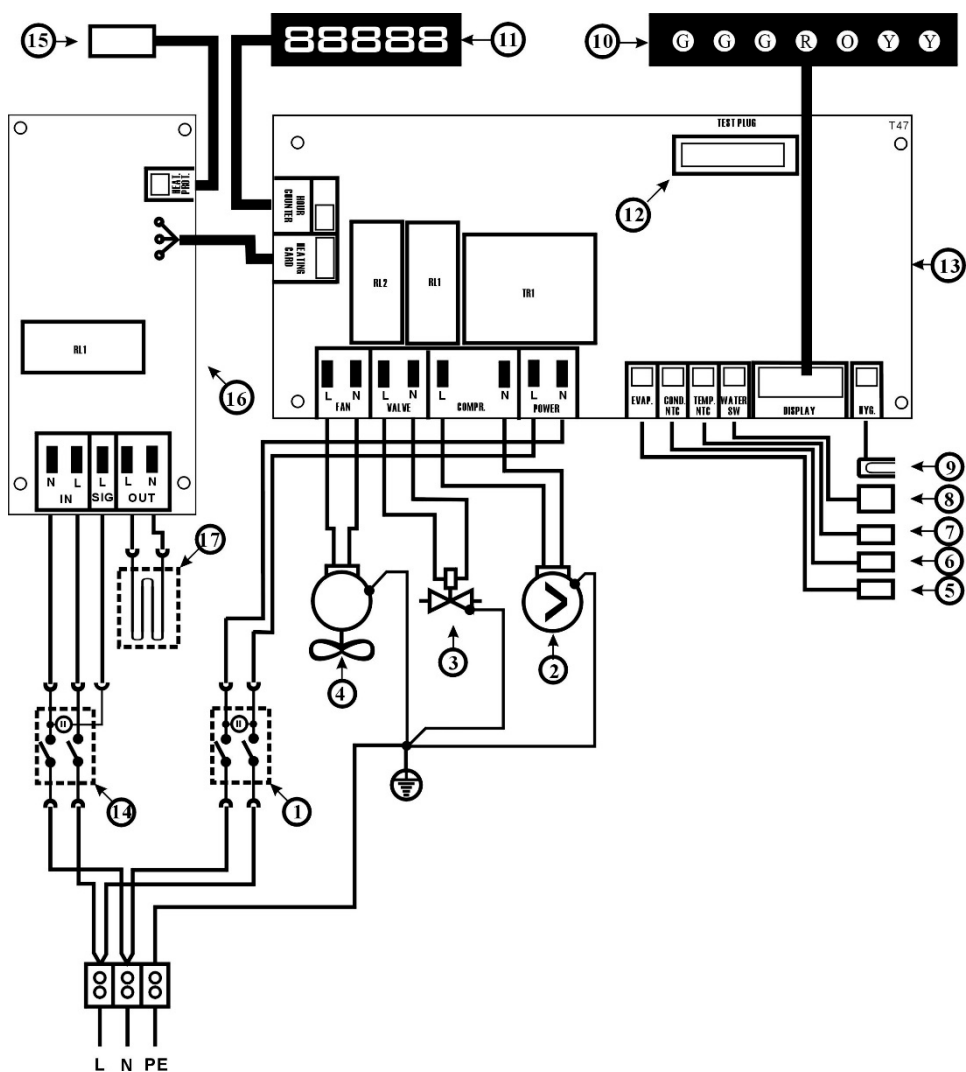 15
88888
11
10
G G G R O Y Y
TEST PLUG
T47
12
HEAT. PROT.
HOUR COUNTER
HEATING CARD
13
RL2
RL1
TR1
RL1
16
L N L N L N L N
FAN VALVE COMPR. POWER
EVAP. COND. NTC TEMP. NTC WATER SW DISPLAY HYG.
N L L L N
IN SIG OUT
9
8
7
6
5
17
4
3
2
14
1
L N PE